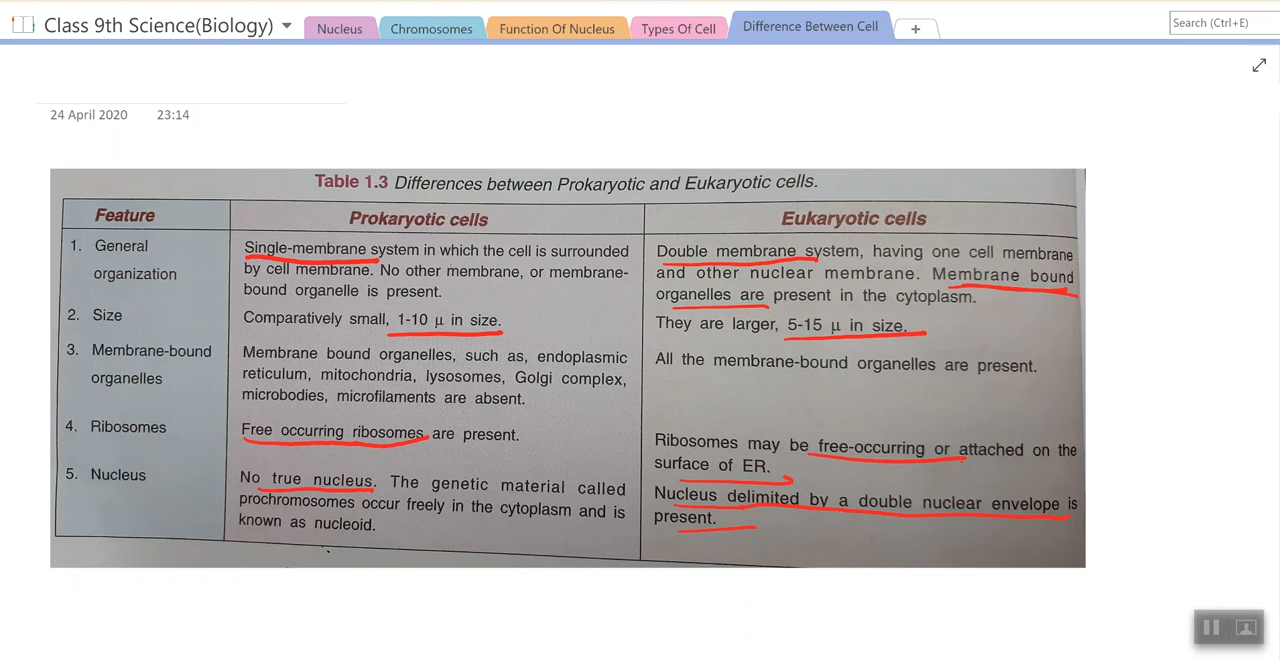 Class 9th Science(Biology)
Nucleus
Chromosomes
Function Of Nucleus
Types Of Cell
Difference Between Cell
+
Search (Ctrl+E)
24 April 2020 23:14
Table 1.3 Differences between Prokaryotic and Eukaryotic cells.
Feature
Prokaryotic cells
Eukaryotic cells
1. General
organization
Single-membrane system in which the cell is surrounded
by cell membrane. No other membrane, or membrane-
bound organelle is present.
Double membrane system, having one cell membrane
and other nuclear membrane. Membrane bound
organelles are present in the cytoplasm.
2. Size
Comparatively small, 1-10 µ in size.
They are larger, 5-15 µ in size.
3. Membrane-bound
organelles
Membrane bound organelles, such as, endoplasmic
reticulum, mitochondria, lysosomes, Golgi complex,
microbodies, microfilaments are absent.
All the membrane-bound organelles are present.
4. Ribosomes
Free occurring ribosomes are present.
Ribosomes may be free-occurring or attached on the
surface of ER.
5. Nucleus
No true nucleus. The genetic material called
prochromosomes occur freely in the cytoplasm and is
known as nucleoid.
Nucleus delimited by a double nuclear envelope is
present.